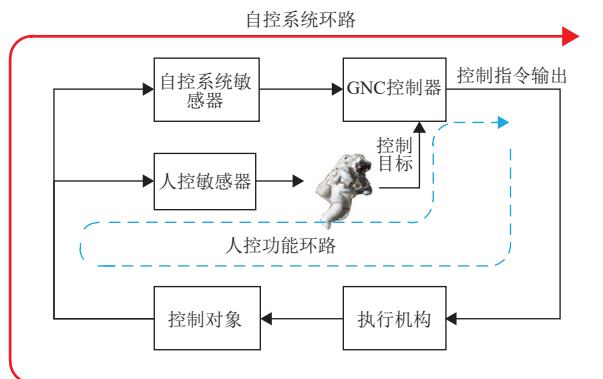 自控系统环路
自控系统敏
感器
GNC控制器
控制指令输出
控制
目标
人控敏感器
人控功能环路
控制对象
执行机构